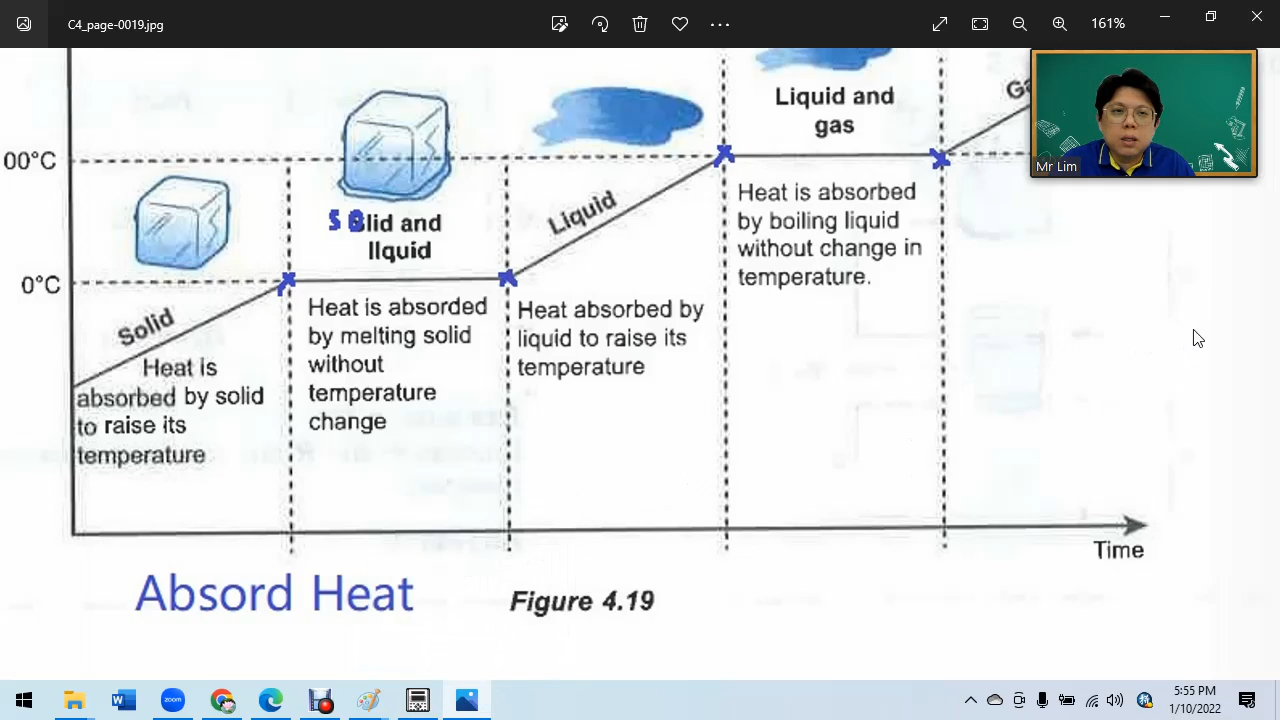 C4_page-0019.jpg
161%
Liquid and
gas
Ga
Mr Lim
00°C
Liquid
Heat is absorbed
by boiling liquid
without change in
temperature.
S Olid and
lIquid
0°C
Solid
Heat is absorded
by melting solid
without
temperature
change
Heat absorbed by
liquid to raise its
temperature
Heat is
absorbed by solid
to raise its
temperature
Time
Absord Heat
Figure 4.19
W
zoom
5:55 PM
1/10/2022